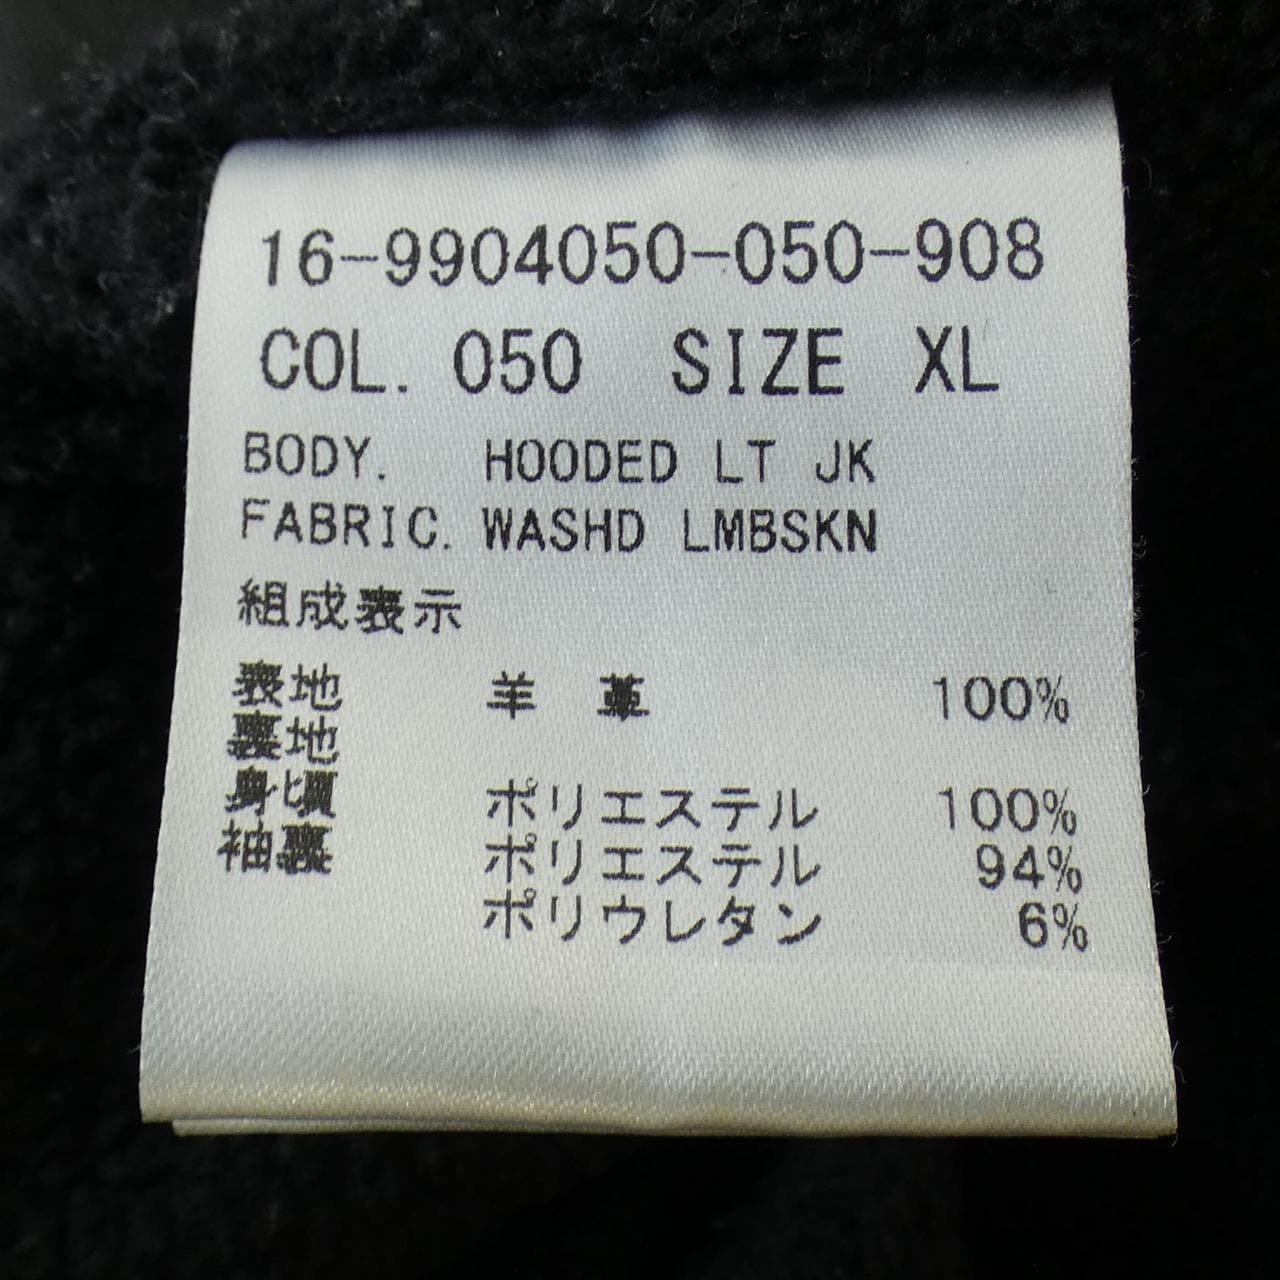 16-9904050-050-908
COL. 050 SIZE XL
BODY. HOODED LT JK
FABRIC. WASHD LMBSKN
組成表示
表地 羊 革 100%
裏地
身頃 ポリエステル 100%
袖裏 ポリエステル 94%
ポリウレタン 6%